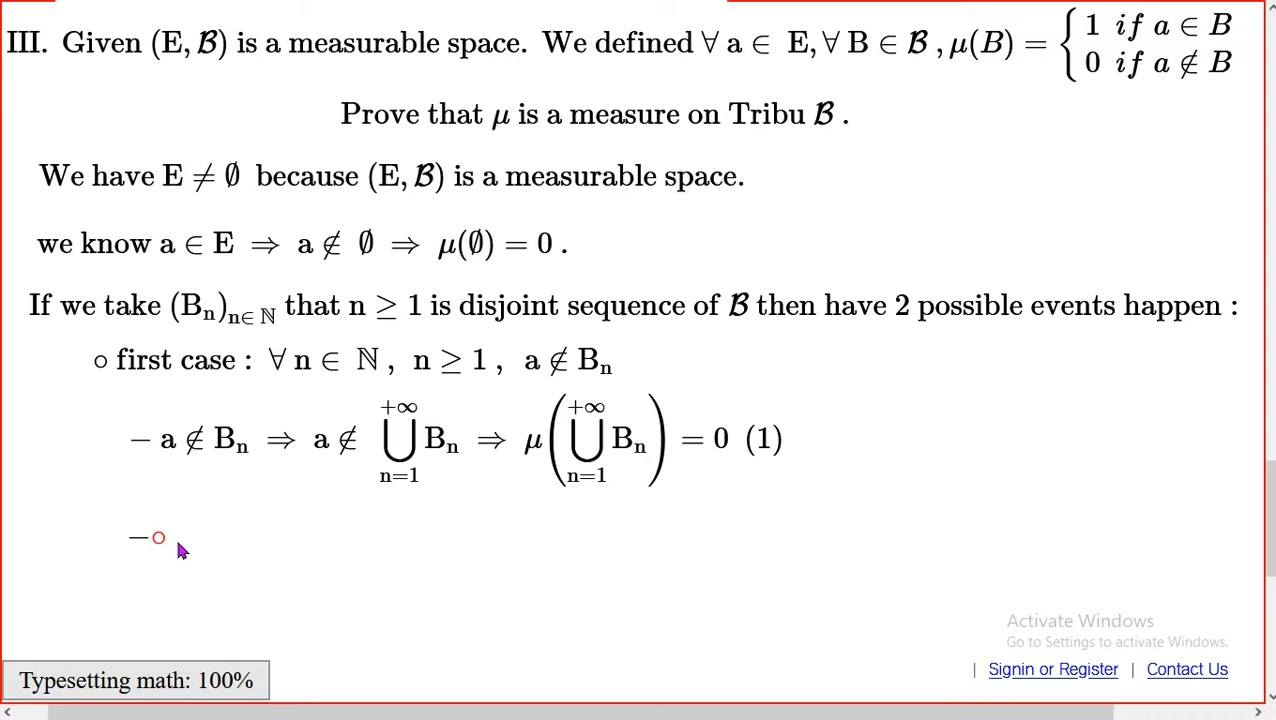 III. Given (E, ℬ) is a measurable space. We defined ∀ a ∈ E, ∀ B ∈ ℬ , μ(B) = { 1 if a ∈ B
0 if a ∉ B
Prove that μ is a measure on Tribu ℬ .
We have E ≠ ∅ because (E, ℬ) is a measurable space.
we know a ∈ E ⇒ a ∉ ∅ ⇒ μ(∅) = 0 .
If we take (Bₙ)ₙ∈ℕ that n ≥ 1 is disjoint sequence of ℬ then have 2 possible events happen :
○ first case : ∀ n ∈ ℕ , n ≥ 1 , a ∉ Bₙ
− a ∉ Bₙ ⇒ a ∉ ⋃_{n=1}^{+∞} Bₙ ⇒ μ(⋃_{n=1}^{+∞} Bₙ) = 0 (1)
−○
Activate Windows
Go to Settings to activate Windows.
| Signin or Register | Contact Us
Typesetting math: 100%